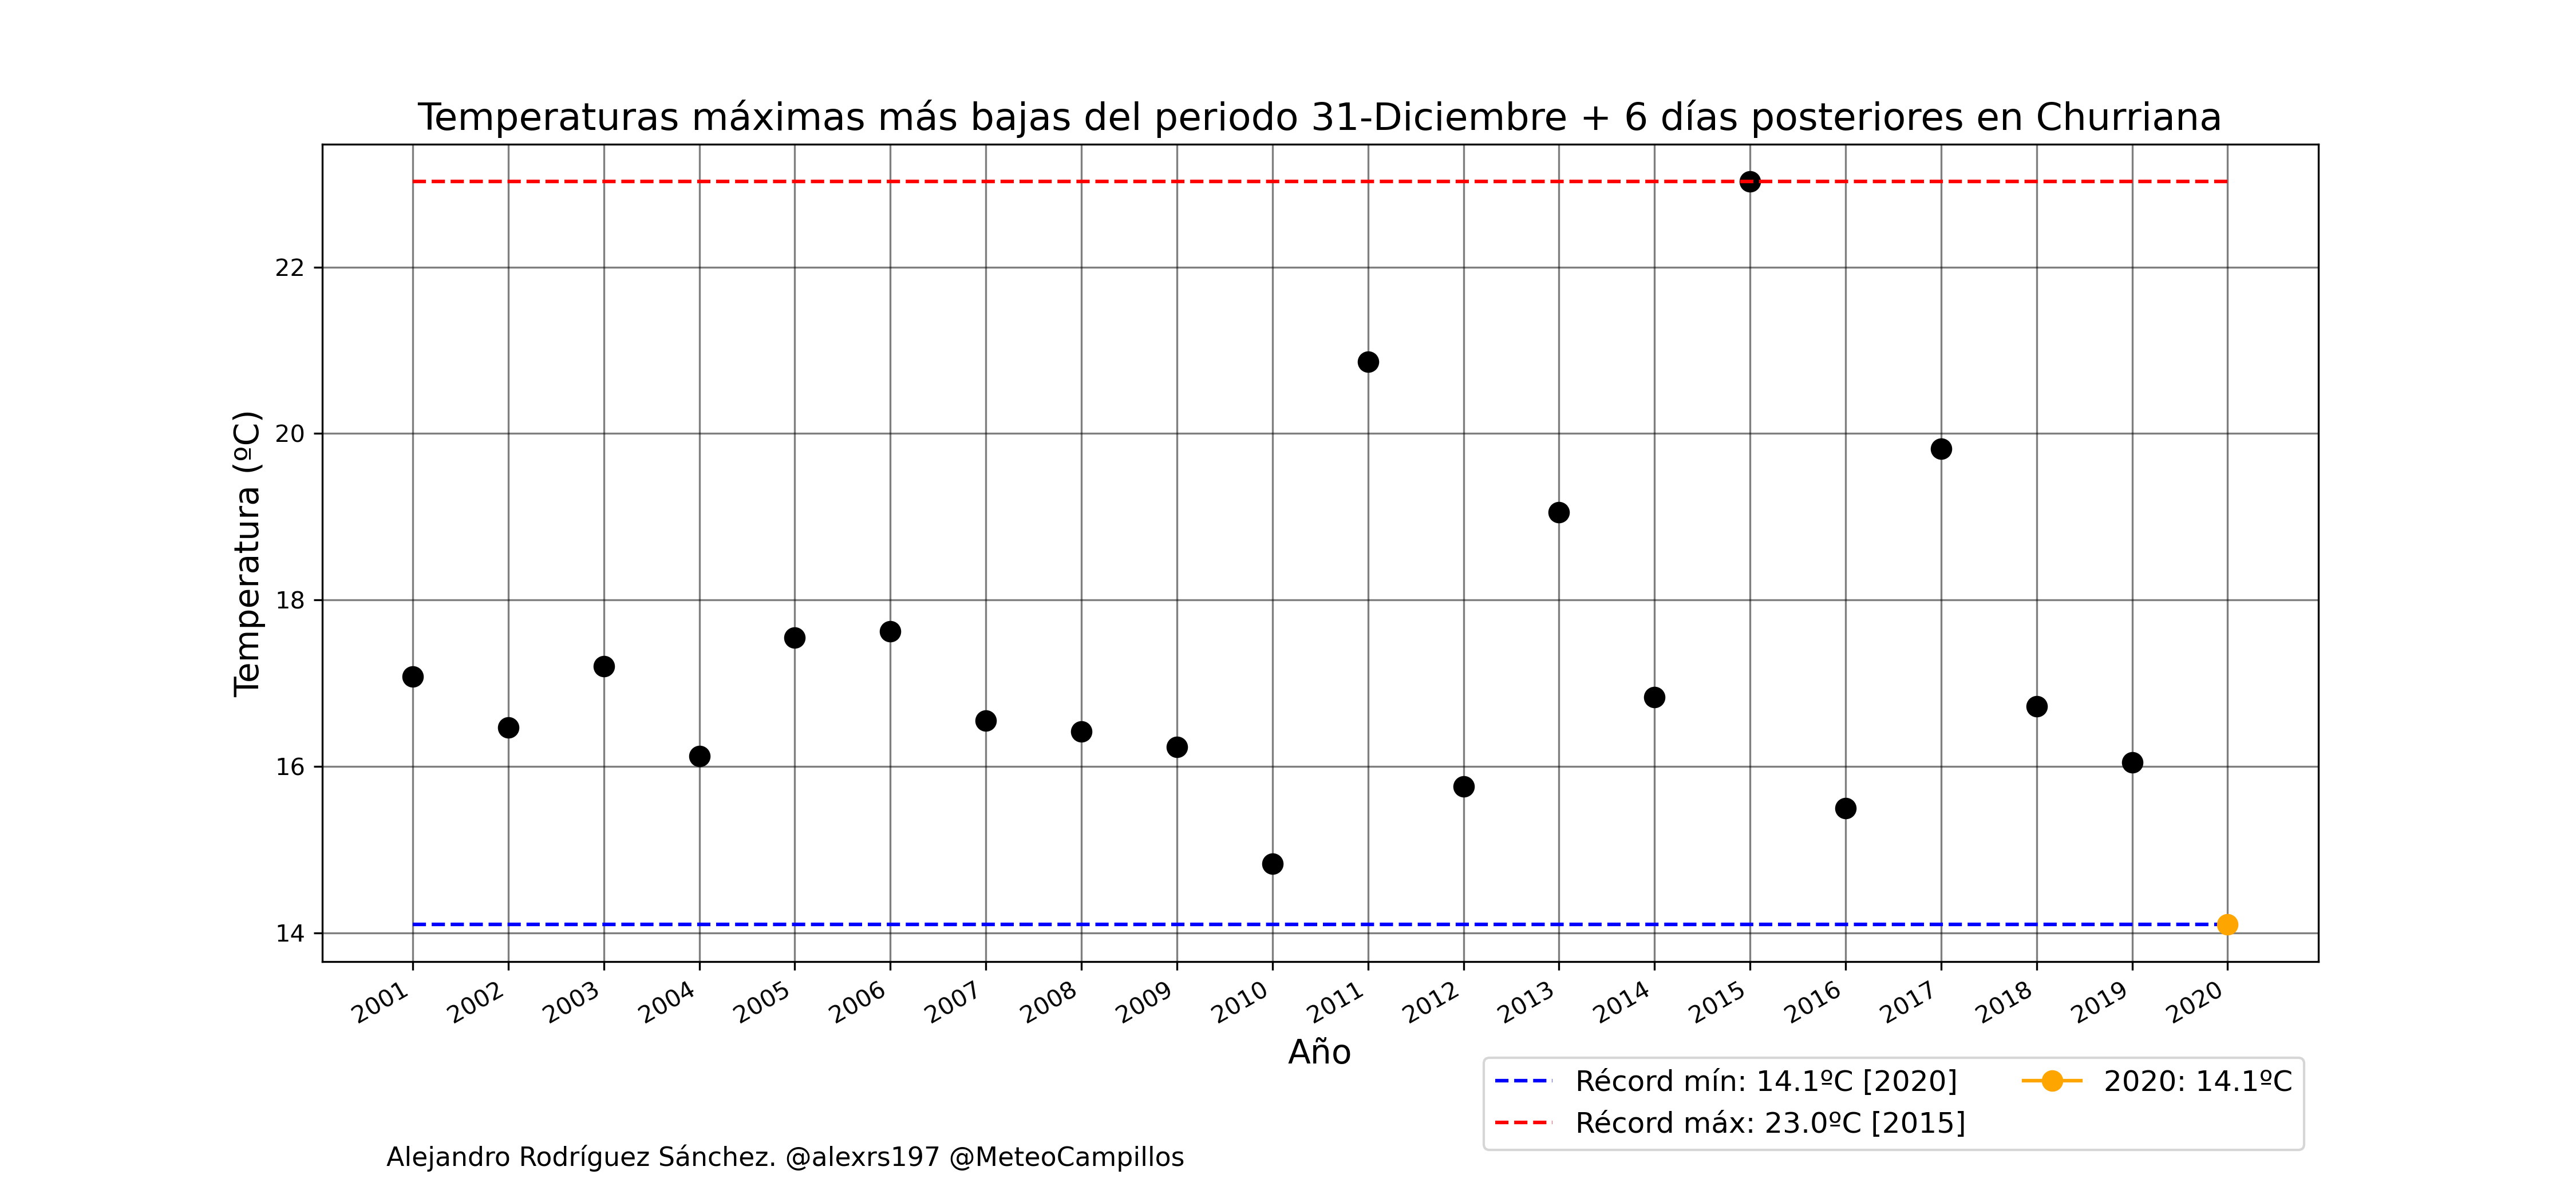 Temperaturas máximas más bajas del periodo 31-Diciembre + 6 días posteriores en Churriana
Temperatura (ºC)
22
20
18
16
14
2001 2002 2003 2004 2005 2006 2007 2008 2009 2010 2011 2012 2013 2014 2015 2016 2017 2018 2019 2020
Año
Récord mín: 14.1ºC [2020]
Récord máx: 23.0ºC [2015]
2020: 14.1ºC
Alejandro Rodríguez Sánchez. @alexrs197 @MeteoCampillos